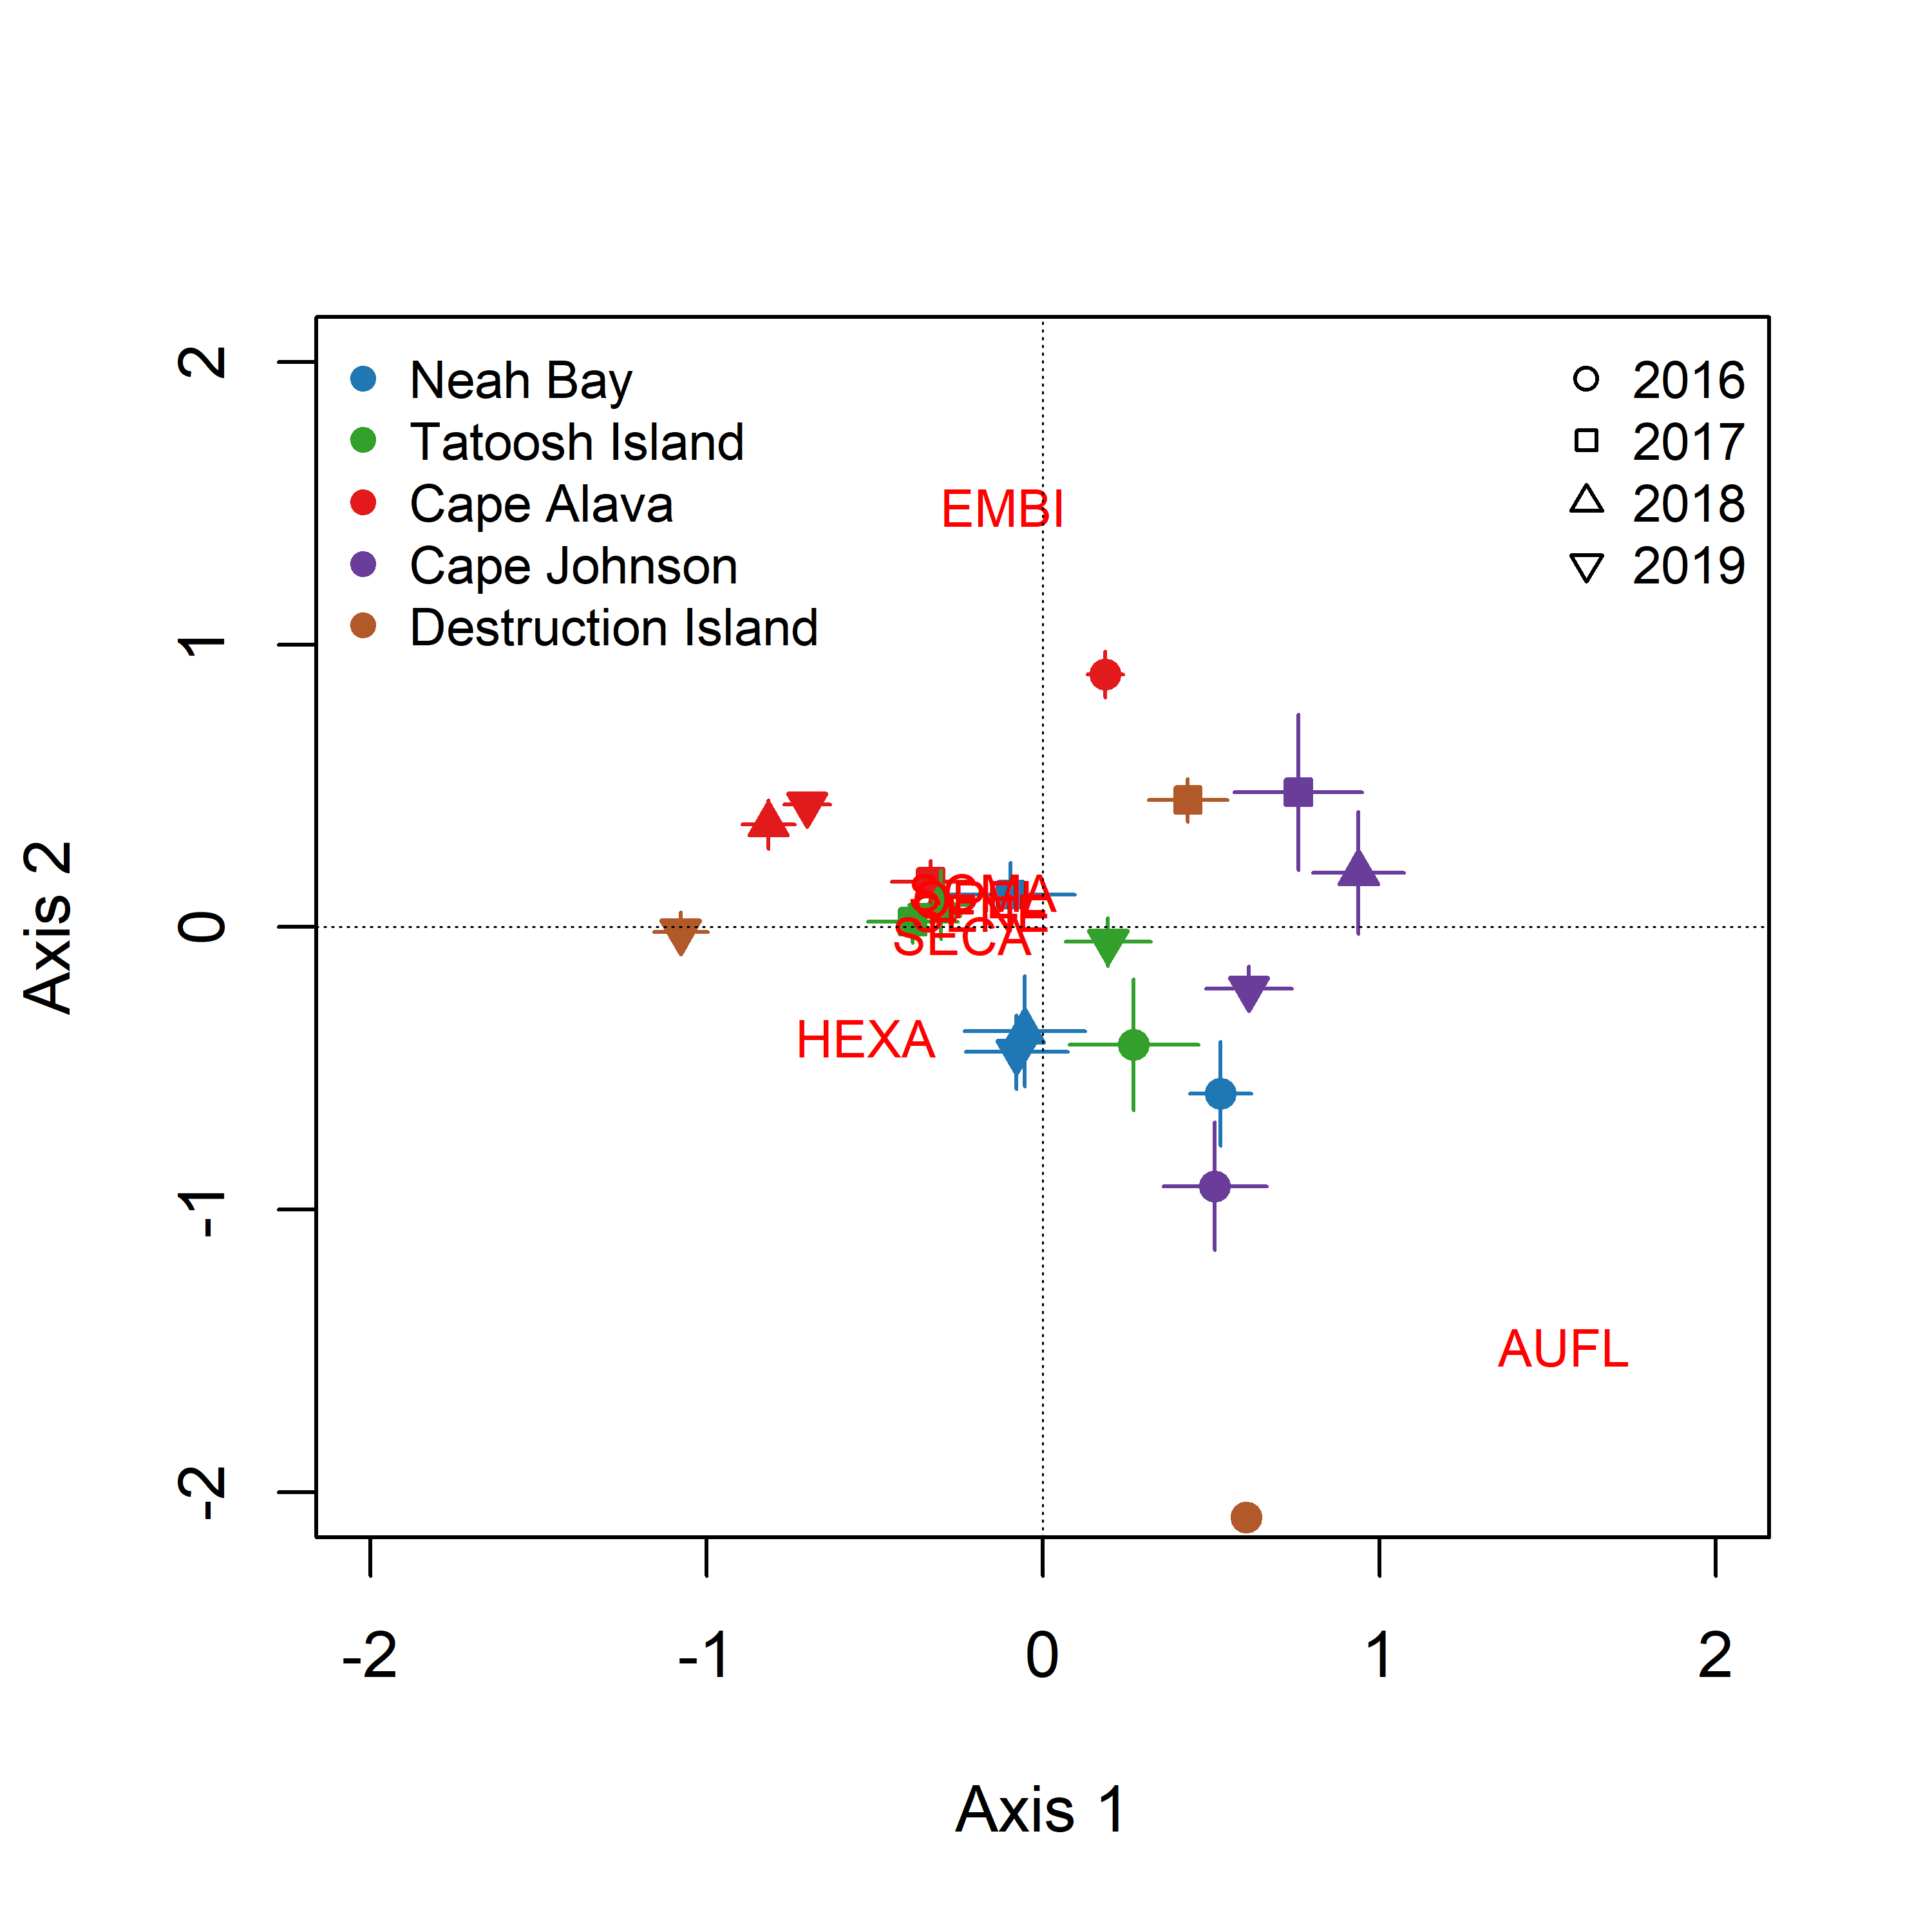 Neah Bay
Tatoosh Island
Cape Alava
Cape Johnson
Destruction Island
2016
2017
2018
2019
EMBI
SECA
HEXA
AUFL
2
1
0
-1
-2
Axis 2
-2
-1
0
1
2
Axis 1